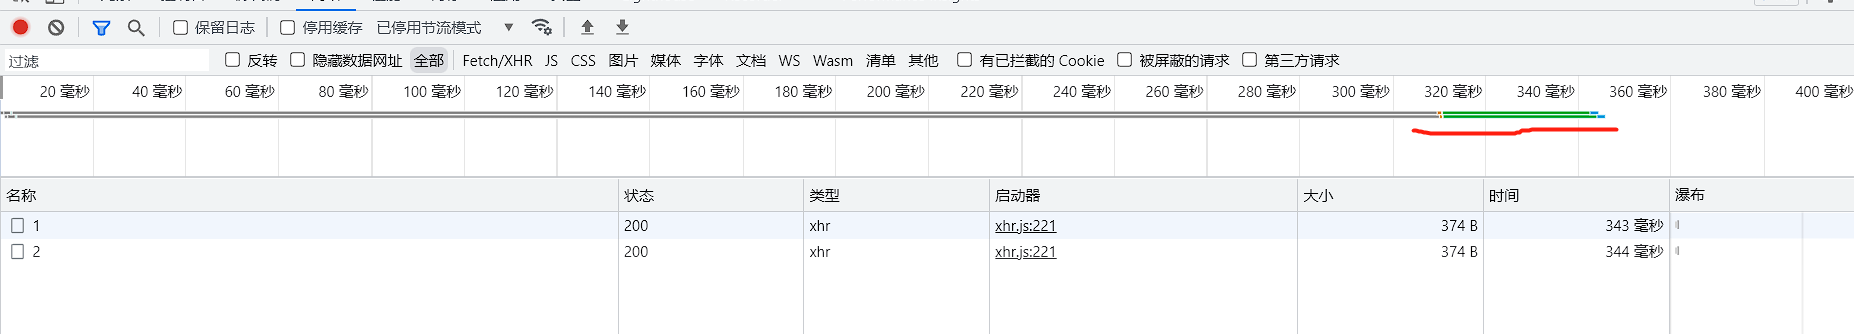 保留日志 停用缓存 已停用节流模式
过滤 反转 隐藏数据网址 全部 Fetch/XHR JS CSS 图片 媒体 字体 文档 WS Wasm 清单 其他 有已拦截的 Cookie 被屏蔽的请求 第三方请求
20 毫秒 40 毫秒 60 毫秒 80 毫秒 100 毫秒 120 毫秒 140 毫秒 160 毫秒 180 毫秒 200 毫秒 220 毫秒 240 毫秒 260 毫秒 280 毫秒 300 毫秒 320 毫秒 340 毫秒 360 毫秒 380 毫秒 400 毫秒
名称 状态 类型 启动器 大小 时间 瀑布
1 200 xhr xhr.js:221 374 B 343 毫秒
2 200 xhr xhr.js:221 374 B 344 毫秒